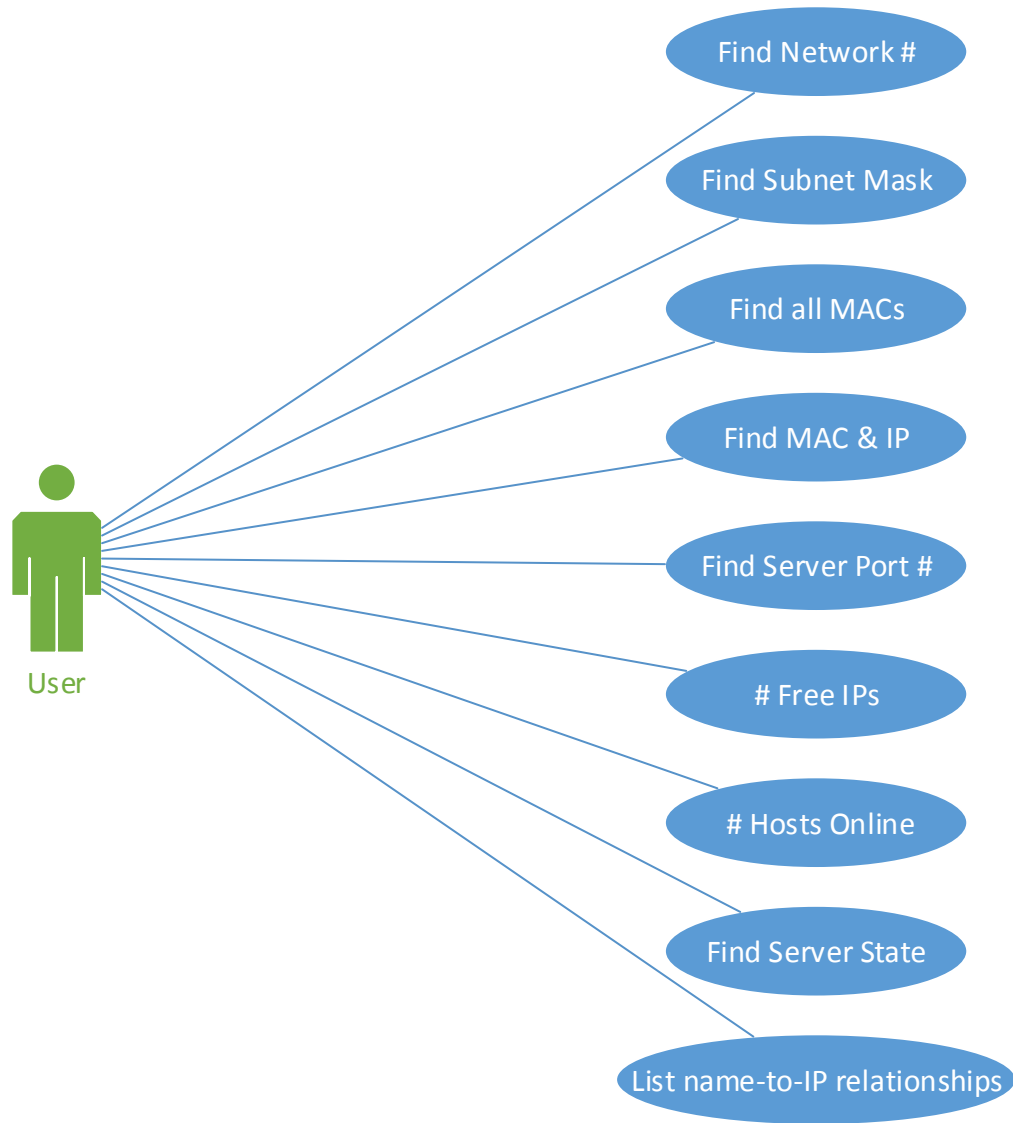 Find Network #
Find Subnet Mask
Find all MACs
Find MAC & IP
Find Server Port #
User
# Free IPs
# Hosts Online
Find Server State
List name-to-IP relationships